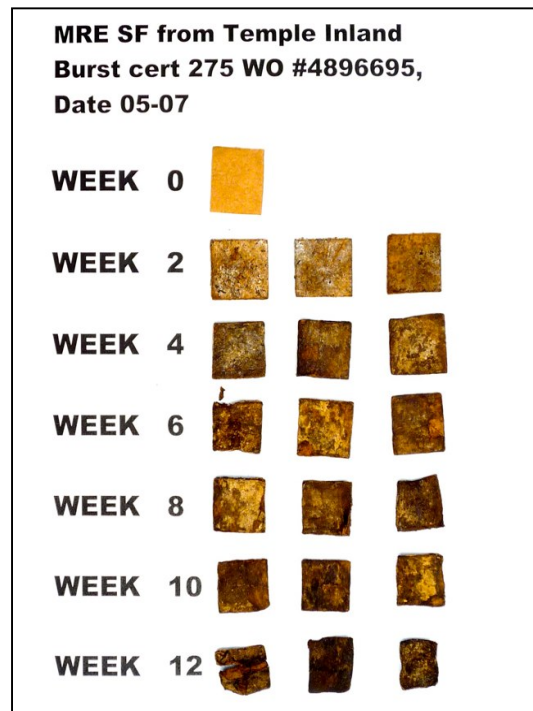 MRE SF from Temple Inland
Burst cert 275 WO #4896695,
Date 05-07
WEEK 0
WEEK 2
WEEK 4
WEEK 6
WEEK 8
WEEK 10
WEEK 12